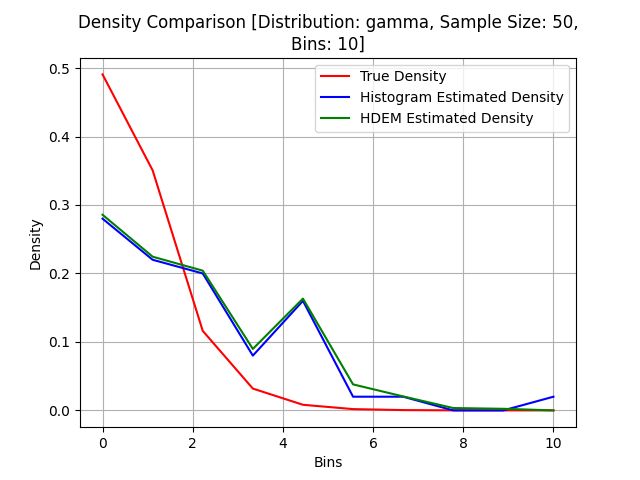 Density Comparison [Distribution: gamma, Sample Size: 50,
Bins: 10]
True Density
Histogram Estimated Density
HDEM Estimated Density
Density
0.5
0.4
0.3
0.2
0.1
0.0
0
2
4
6
8
10
Bins